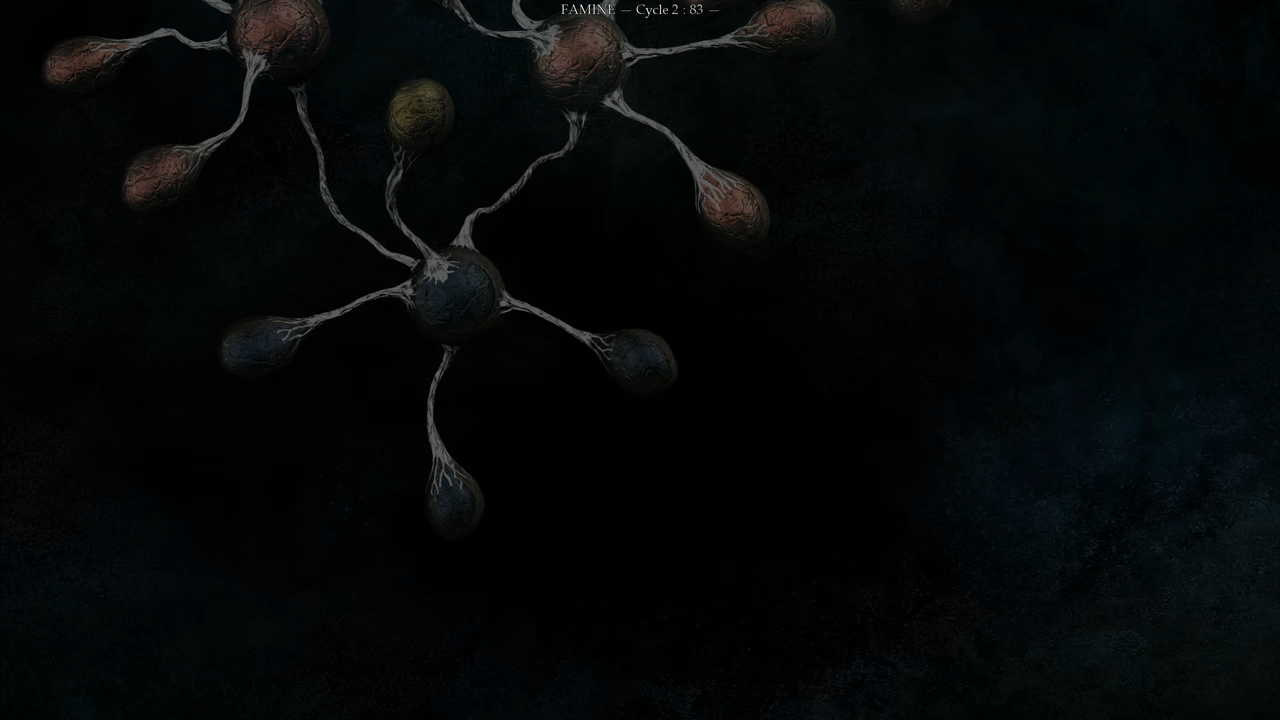 FAMINE — Cycle 2 : 83 —